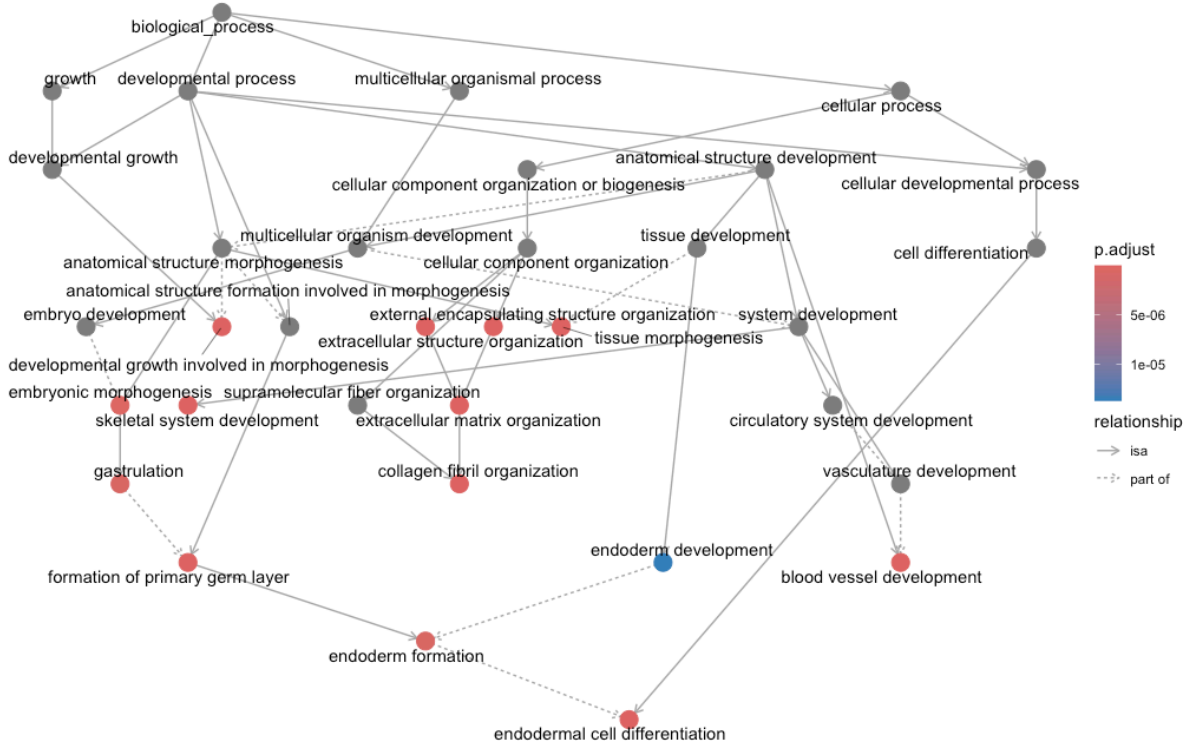 biological_process
growth
developmental process
multicellular organismal process
cellular process
developmental growth
anatomical structure development
cellular component organization or biogenesis
cellular developmental process
multicellular organism development
tissue development
anatomical structure morphogenesis
cellular component organization
cell differentiation
p.adjust
5e-06
1e-05
anatomical structure formation involved in morphogenesis
embryo development
external encapsulating structure organization
system development
extracellular structure organization
tissue morphogenesis
developmental growth involved in morphogenesis
embryonic morphogenesis
supramolecular fiber organization
skeletal system development
extracellular matrix organization
circulatory system development
relationship
isa
part of
gastrulation
collagen fibril organization
vasculature development
endoderm development
formation of primary germ layer
blood vessel development
endoderm formation
endodermal cell differentiation